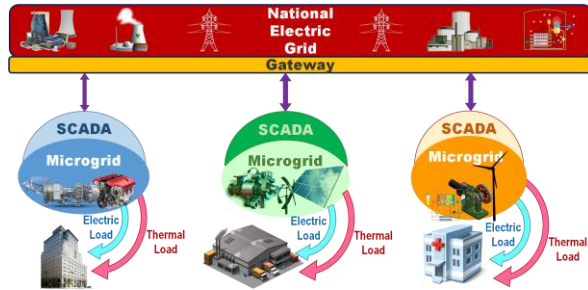 National
Electric
Grid
Gateway
SCADA
Microgrid
Electric
Load
Thermal
Load
SCADA
Microgrid
Electric
Load
Thermal
Load
SCADA
Microgrid
Electric
Load
Thermal
Load